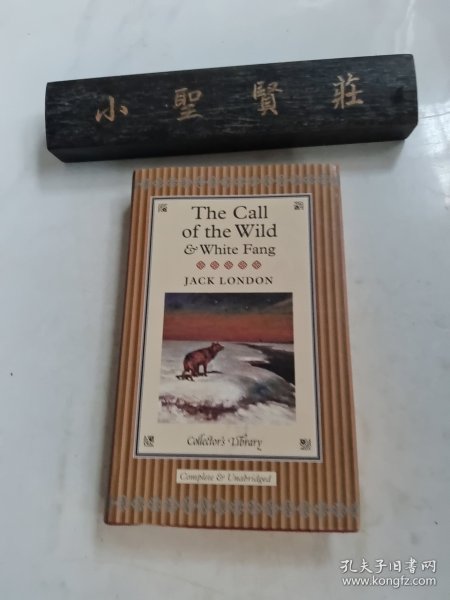 小聖賢莊
The Call
of the Wild
& White Fang
JACK LONDON
Collector's Library
Complete & Unabridged
孔夫子旧书网
www.kongfz.com